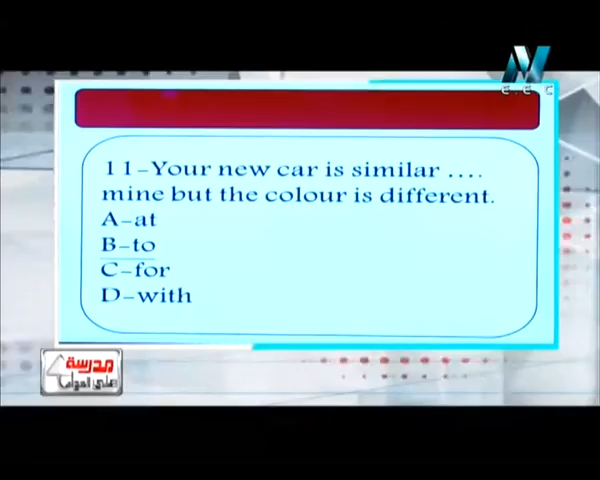 11-Your new car is similar ....
mine but the colour is different.
A-at
B-to
C-for
D-with
مدرسة
على الهواء